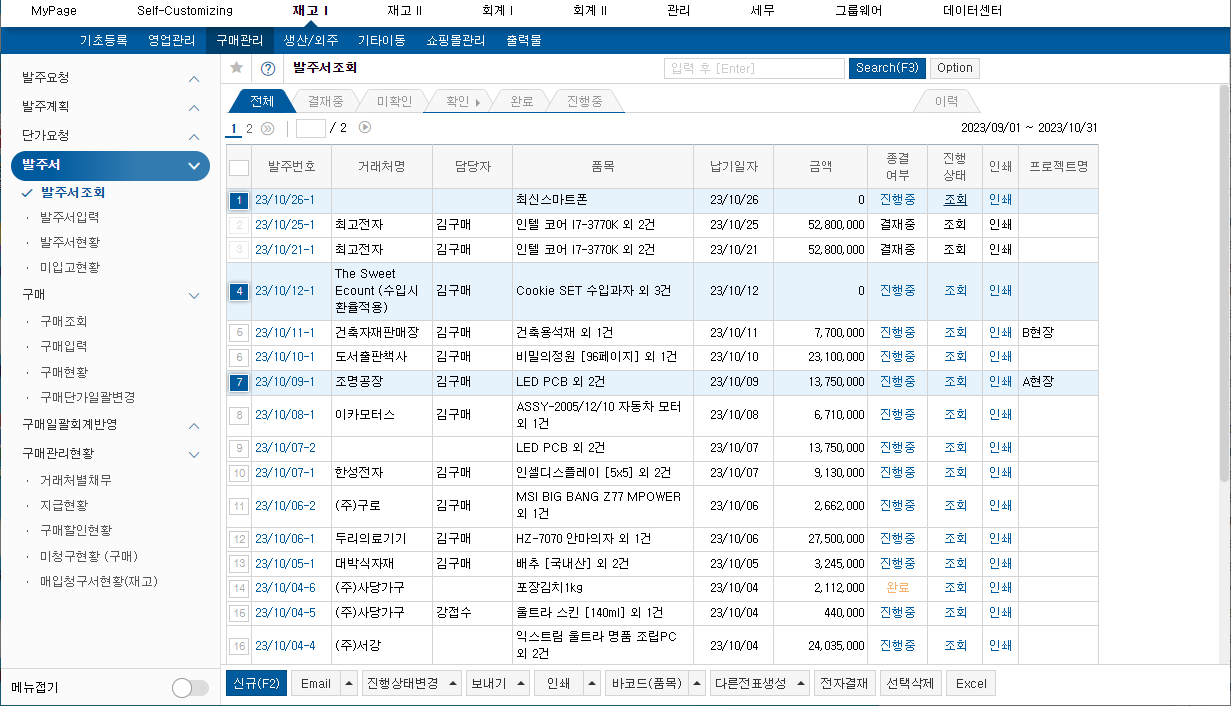 MyPage Self-Customizing 재고 I 재고 II 회계 I 회계 II 관리 세무 그룹웨어 데이터센터
기초등록 영업관리 구매관리 생산/외주 기타이동 쇼핑몰관리 출력물
발주요청
발주계획
단가요청
발주서
발주서조회
발주서입력
발주서현황
미입고현황
구매
구매조회
구매입력
구매현황
구매단가일괄변경
구매일괄회계반영
구매관리현황
거래처별채무
지급현황
구매할인현황
미청구현황 (구매)
매입청구서현황(재고)
메뉴접기
발주서조회 입력 후 [Enter] Search(F3) Option
전체 결재중 미확인 확인 완료 진행중 이력
1 2 / 2 2023/09/01 ~ 2023/10/31
발주번호 거래처명 담당자 품목 납기일자 금액 종결 여부 진행 상태 인쇄 프로젝트명
1 23/10/26-1 최신스마트폰 23/10/26 0 진행중 조회 인쇄
2 23/10/25-1 최고전자 김구매 인텔 코어 I7-3770K 외 2건 23/10/25 52,800,000 결재중 조회 인쇄
3 23/10/21-1 최고전자 김구매 인텔 코어 I7-3770K 외 2건 23/10/21 52,800,000 결재중 조회 인쇄
4 23/10/12-1 The Sweet Ecount (수입시 환율적용) 김구매 Cookie SET 수입과자 외 3건 23/10/12 0 진행중 조회 인쇄
5 23/10/11-1 건축자재판매장 김구매 건축용석재 외 1건 23/10/11 7,700,000 진행중 조회 인쇄 B현장
6 23/10/10-1 도서출판책사 김구매 비밀의정원 [96페이지] 외 1건 23/10/10 23,100,000 진행중 조회 인쇄
7 23/10/09-1 조명공장 김구매 LED PCB 외 2건 23/10/09 13,750,000 진행중 조회 인쇄 A현장
8 23/10/08-1 이카모터스 김구매 ASSY-2005/12/10 자동차 모터 외 1건 23/10/08 6,710,000 진행중 조회 인쇄
9 23/10/07-2 LED PCB 외 2건 23/10/07 13,750,000 진행중 조회 인쇄
10 23/10/07-1 한성전자 김구매 인셀디스플레이 [5x5] 외 2건 23/10/07 9,130,000 진행중 조회 인쇄
11 23/10/06-2 (주)구로 김구매 MSI BIG BANG Z77 MPOWER 외 1건 23/10/06 2,662,000 진행중 조회 인쇄
12 23/10/06-1 두리의료기기 김구매 HZ-7070 안마의자 외 1건 23/10/06 27,500,000 진행중 조회 인쇄
13 23/10/05-1 대박식자재 김구매 배추 [국내산] 외 2건 23/10/05 3,245,000 진행중 조회 인쇄
14 23/10/04-6 (주)사당가구 포장김치1kg 23/10/04 2,112,000 완료 조회 인쇄
15 23/10/04-5 (주)사당가구 강접수 울트라 스킨 [140ml] 외 1건 23/10/04 440,000 진행중 조회 인쇄
16 23/10/04-4 (주)서강 익스트림 울트라 명품 조립PC 외 2건 23/10/04 24,035,000 진행중 조회 인쇄
신규(F2) Email 진행상태변경 보내기 인쇄 바코드(품목) 다른전표생성 전자결재 선택삭제 Excel